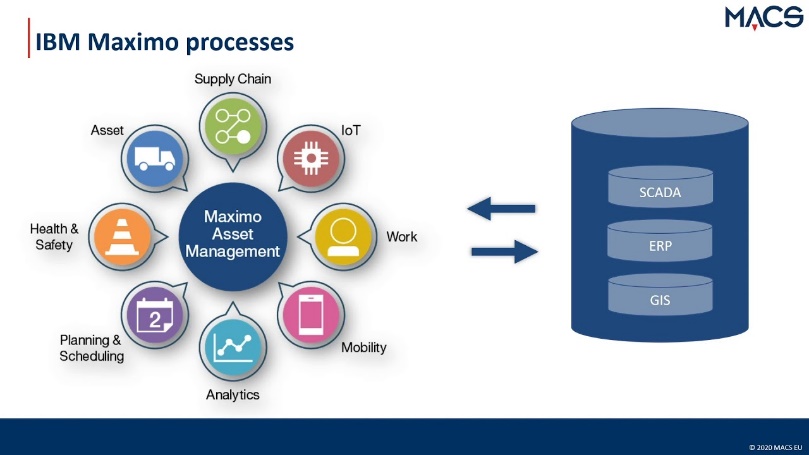 MACS
IBM Maximo processes
Supply Chain
Asset
IoT
Health &
Safety
Maximo
Asset
Management
Work
Planning &
Scheduling
2
Mobility
Analytics
SCADA
ERP
GIS
© 2020 MACS EU